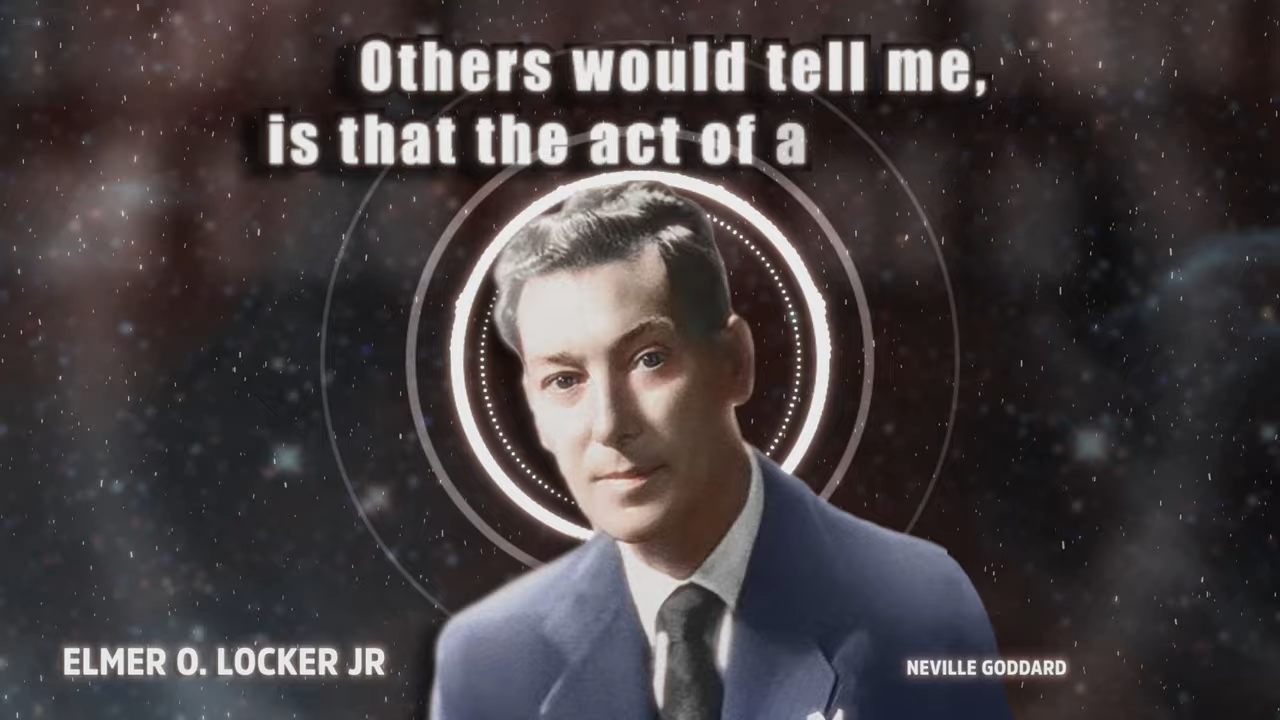 Others would tell me,
is that the act of a
ELMER O. LOCKER JR
NEVILLE GODDARD